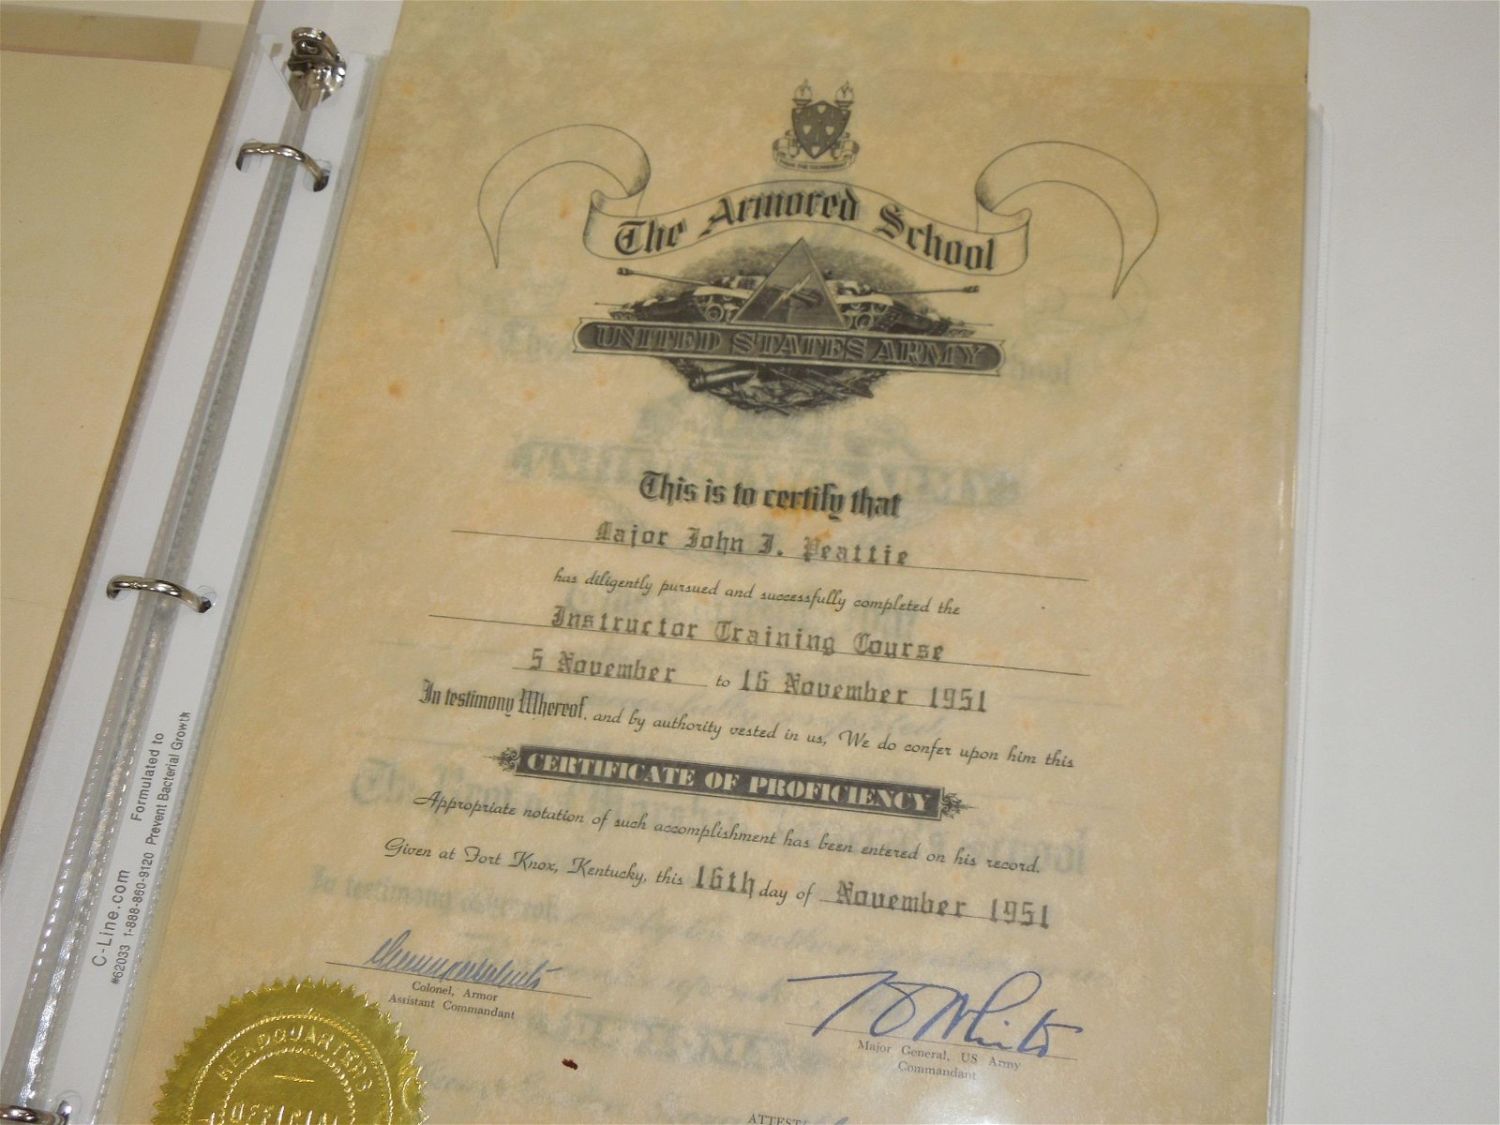 The Armored School
UNITED STATES ARMY
This is to certify that
Major John J. Peattie
has diligently pursued and successfully completed the
Instructor Training Course
5 November to 16 November 1951
In testimony Whereof, and by authority vested in us, We do confer upon him this
CERTIFICATE OF PROFICIENCY
Appropriate notation of such accomplishment has been entered on his record.
Given at Fort Knox, Kentucky, this 16th day of November 1951
Colonel, Armor
Assistant Commandant
Major General, US Army
Commandant
ATTEST:
HEADQUARTERS
OFFICIAL
C-Line.com Formulated to
#62033 1-888-860-9120 Prevent Bacterial Growth